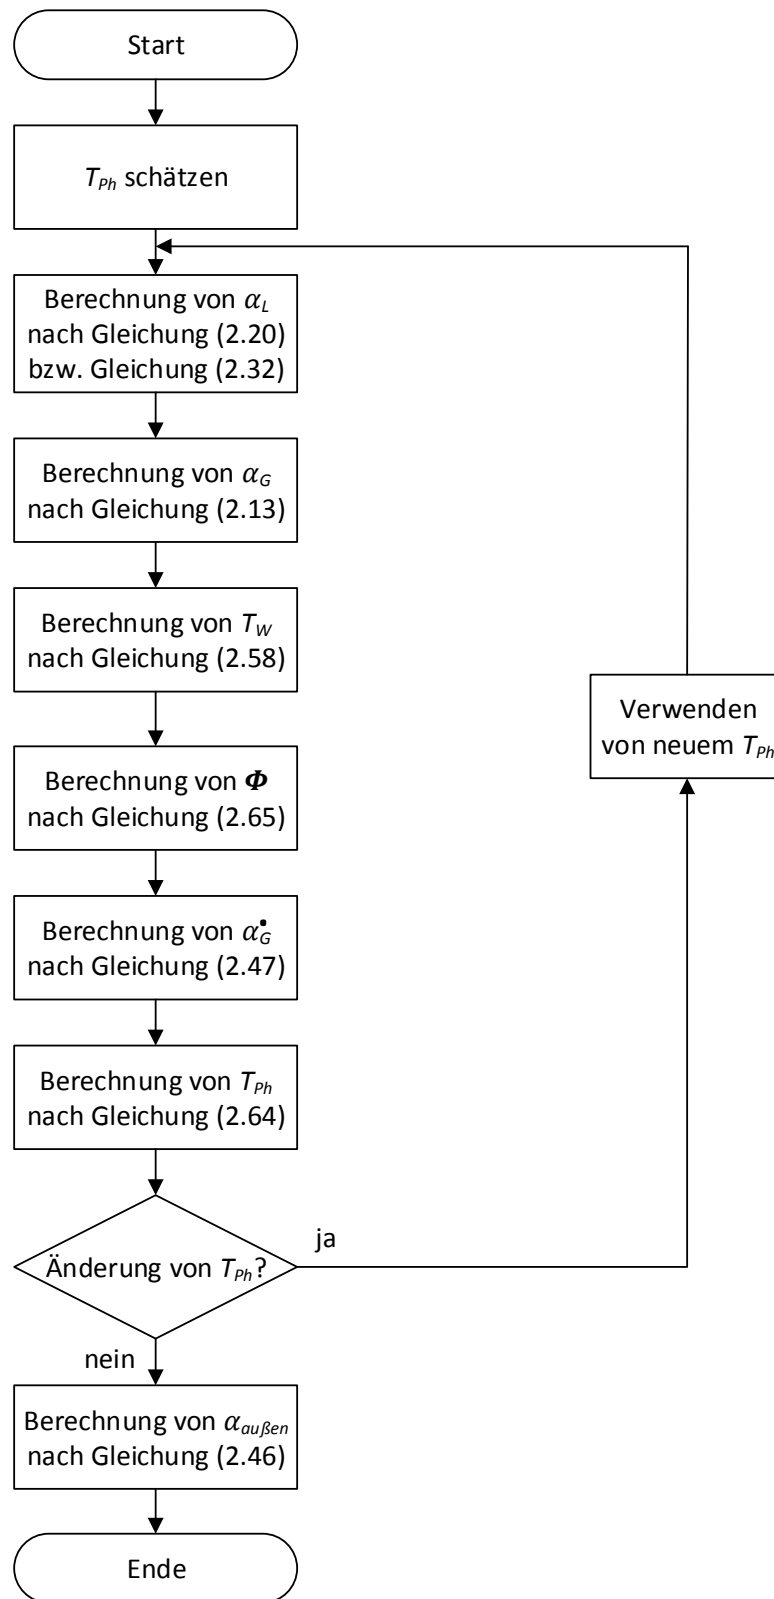 Start
T_Ph schätzen
Berechnung von α_L
nach Gleichung (2.20)
bzw. Gleichung (2.32)
Berechnung von α_G
nach Gleichung (2.13)
Berechnung von T_W
nach Gleichung (2.58)
Verwenden
von neuem T_Ph
Berechnung von Φ
nach Gleichung (2.65)
Berechnung von α_G^•
nach Gleichung (2.47)
Berechnung von T_Ph
nach Gleichung (2.64)
ja
Änderung von T_Ph?
nein
Berechnung von α_außen
nach Gleichung (2.46)
Ende